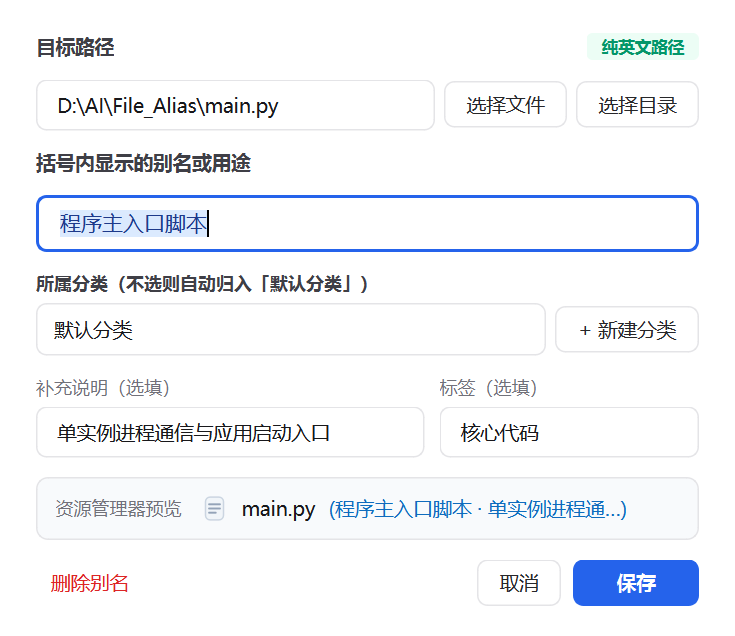 目标路径 纯英文路径
D:\AI\File_Alias\main.py 选择文件 选择目录
括号内显示的别名或用途
程序主入口脚本
所属分类（不选则自动归入「默认分类」）
默认分类 + 新建分类
补充说明（选填） 标签（选填）
单实例进程通信与应用启动入口 核心代码
资源管理器预览 main.py (程序主入口脚本 · 单实例进程通...)
删除别名 取消 保存